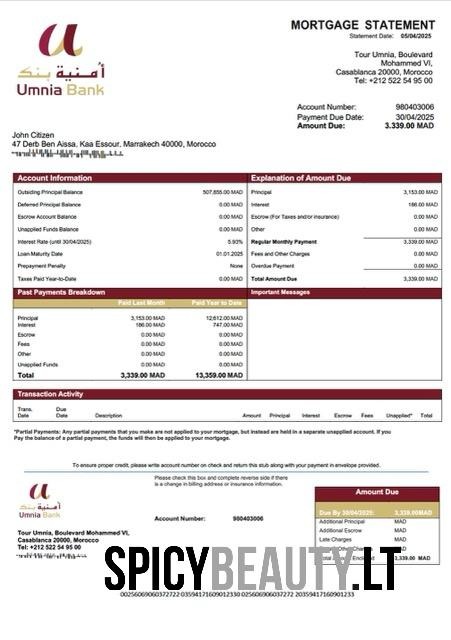 MORTGAGE STATEMENT
Statement Date: 05/04/2025
أمنية بنك
Umnia Bank
Tour Umnia, Boulevard
Mohammed VI,
Casablanca 20000, Morocco
Tel: +212 522 54 95 00
Account Number: 980403006
Payment Due Date: 30/04/2025
Amount Due: 3.339.00 MAD
John Citizen
47 Derb Ben Aissa, Kaa Essour, Marrakech 40000, Morocco
Account Information
Outstanding Principal Balance 507,655.00 MAD
Deferred Principal Balance 0.00 MAD
Escrow Account Balance 0.00 MAD
Unapplied Funds Balance 0.00 MAD
Interest Rate (until 30/04/2025) 5.93%
Loan Maturity Date 01.01.2025
Prepayment Penalty None
Taxes Paid Year-to-Date 0.00 MAD
Explanation of Amount Due
Principal 3,153.00 MAD
Interest 186.00 MAD
Escrow (For Taxes and/or insurance) 0.00 MAD
Other 0.00 MAD
Regular Monthly Payment 3,339.00 MAD
Fees and Other Charges 0.00 MAD
Overdue Payment 0.00 MAD
Total Amount Due 3,339.00 MAD
Past Payments Breakdown
Paid Last Month Paid Year to Date
Principal 3,153.00 MAD 12,612.00 MAD
Interest 186.00 MAD 747.00 MAD
Escrow 0.00 MAD 0.00 MAD
Fees 0.00 MAD 0.00 MAD
Other 0.00 MAD 0.00 MAD
Unapplied Funds 0.00 MAD 0.00 MAD
Total 3,339.00 MAD 13,359.00 MAD
Important Messages
Transaction Activity
Trans. Date Due Date Description Amount Principal Interest Escrow Fees Unapplied* Total
*Partial Payments: Any partial payments that you make are not applied to your mortgage, but instead are held in a separate unapplied account. If you
Pay the balance of a partial payment, the funds will then be applied to your mortgage.
To ensure proper credit, please write account number on check and return this stub along with your payment in envelope provided.
أمنية بنك
Umnia Bank
Please check this box and complete reverse side if there
is a change in billing address or insurance information.
Account Number: 980403006
Tour Umnia, Boulevard Mohammed VI,
Casablanca 20000, Morocco
Tel: +212 522 54 95 00
Amount Due
Due By 30/04/2025: 3,339.00MAD
Additional Principal MAD
Additional Escrow MAD
Late Charges MAD
MAD
3,339.00 MAD
SPICYBEAUTY.LT